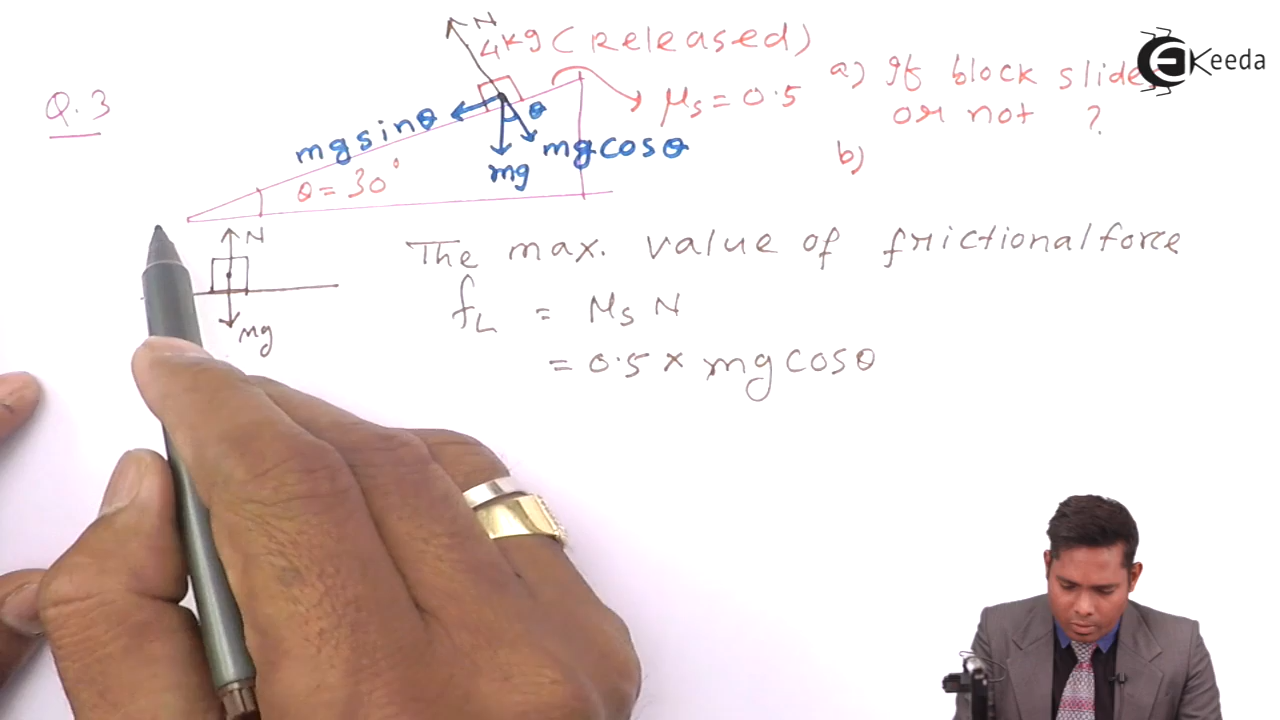 Q.3
N
4kg (released)
μs = 0.5
a) If block slides
or not ?
b)
Keeda
mg sinθ
θ
mg cosθ
mg
θ = 30°
N
mg
The max. value of frictional force
fL = μs N
= 0.5 × mg cosθ